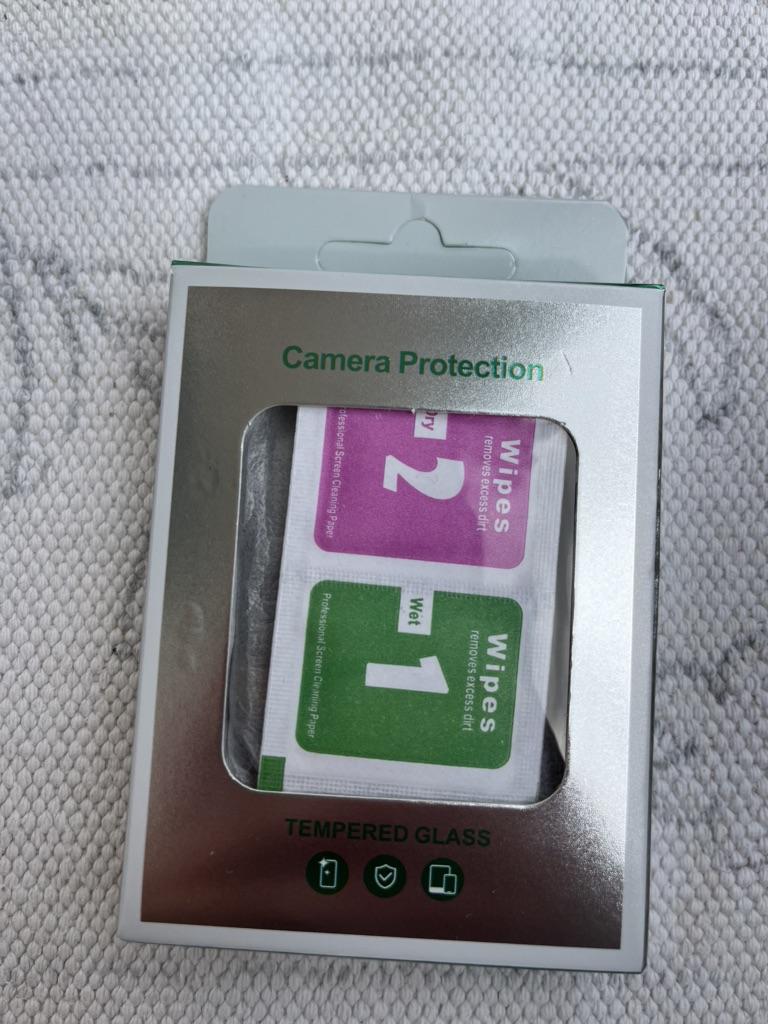 Camera Protection
Wipes
removes excess dirt
2
Professional Screen Cleaning Paper
Wipes
removes excess dirt
Wet
1
Professional Screen Cleaning Paper
TEMPERED GLASS